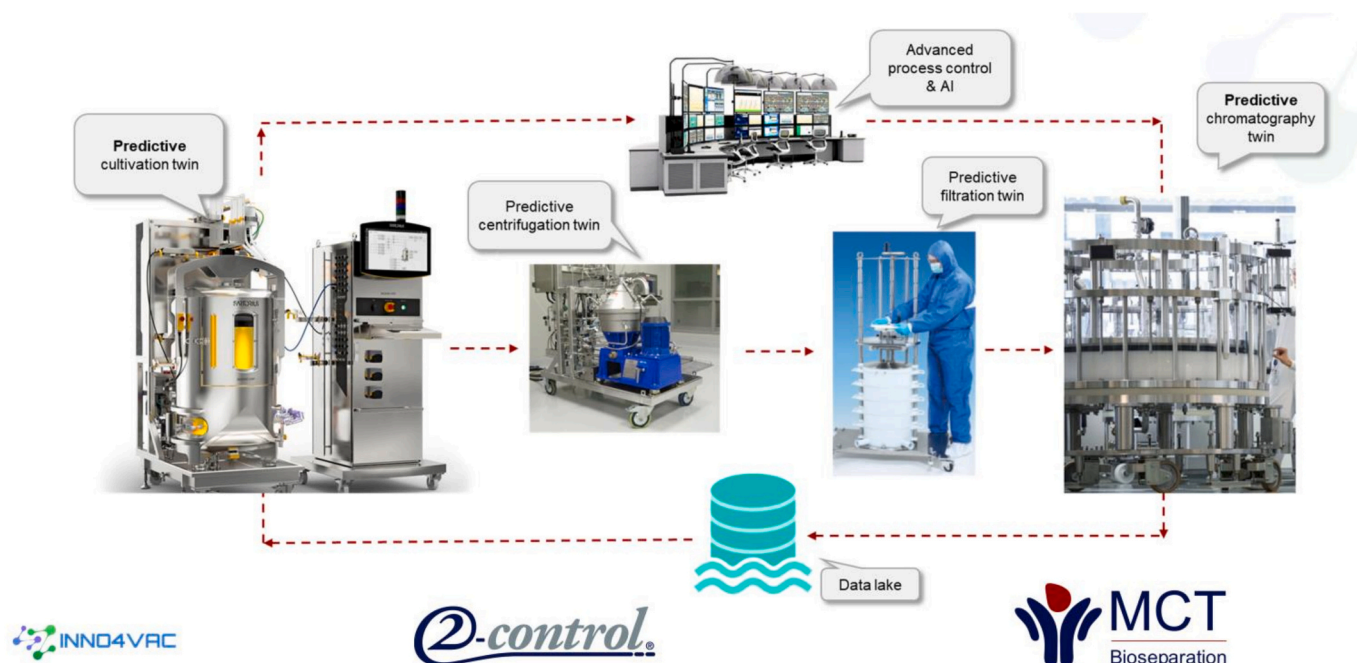 Advanced
process control
& AI
Predictive
chromatography
twin
Predictive
cultivation twin
Predictive
filtration twin
Predictive
centrifugation twin
Data lake
INNO4VAC
2-control®
MCT
Bioseparation